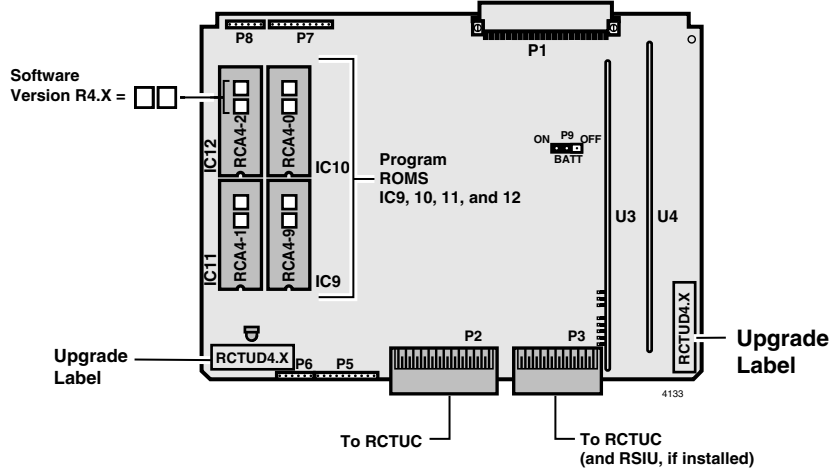 P8 P7
P1
Software
Version R4.X =
RCA4-2
RCA4-0
IC12
IC10
ON P9 OFF
BATT
Program
ROMS
IC9, 10, 11, and 12
U3 U4
RCA4-1
RCA4-9
IC11
IC9
RCTUD4.X
Upgrade
Label
RCTUD4.X
Upgrade
Label
P6 P5
P2
P3
4133
To RCTUC
To RCTUC
(and RSIU, if installed)